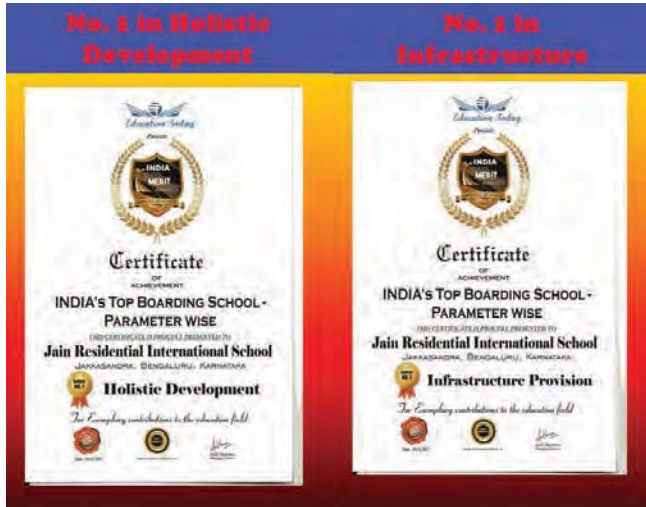 No. 1 in Holistic
Development
Education Today
Presents
INDIA
MERIT
Certificate
OF
ACHIEVEMENT
INDIA's TOP BOARDING SCHOOL -
PARAMETER WISE
THIS CERTIFICATE IS PROUDLY PRESENTED TO
Jain Residential International School
JAKKASANDRA, BENGALURU, KARNATAKA
Holistic Development
For Exemplary contributions to the education field
No. 1 in
Infrastructure
Education Today
Presents
INDIA
MERIT
Certificate
OF
ACHIEVEMENT
INDIA's TOP BOARDING SCHOOL -
PARAMETER WISE
THIS CERTIFICATE IS PROUDLY PRESENTED TO
Jain Residential International School
JAKKASANDRA, BENGALURU, KARNATAKA
Infrastructure Provision
For Exemplary contributions to the education field